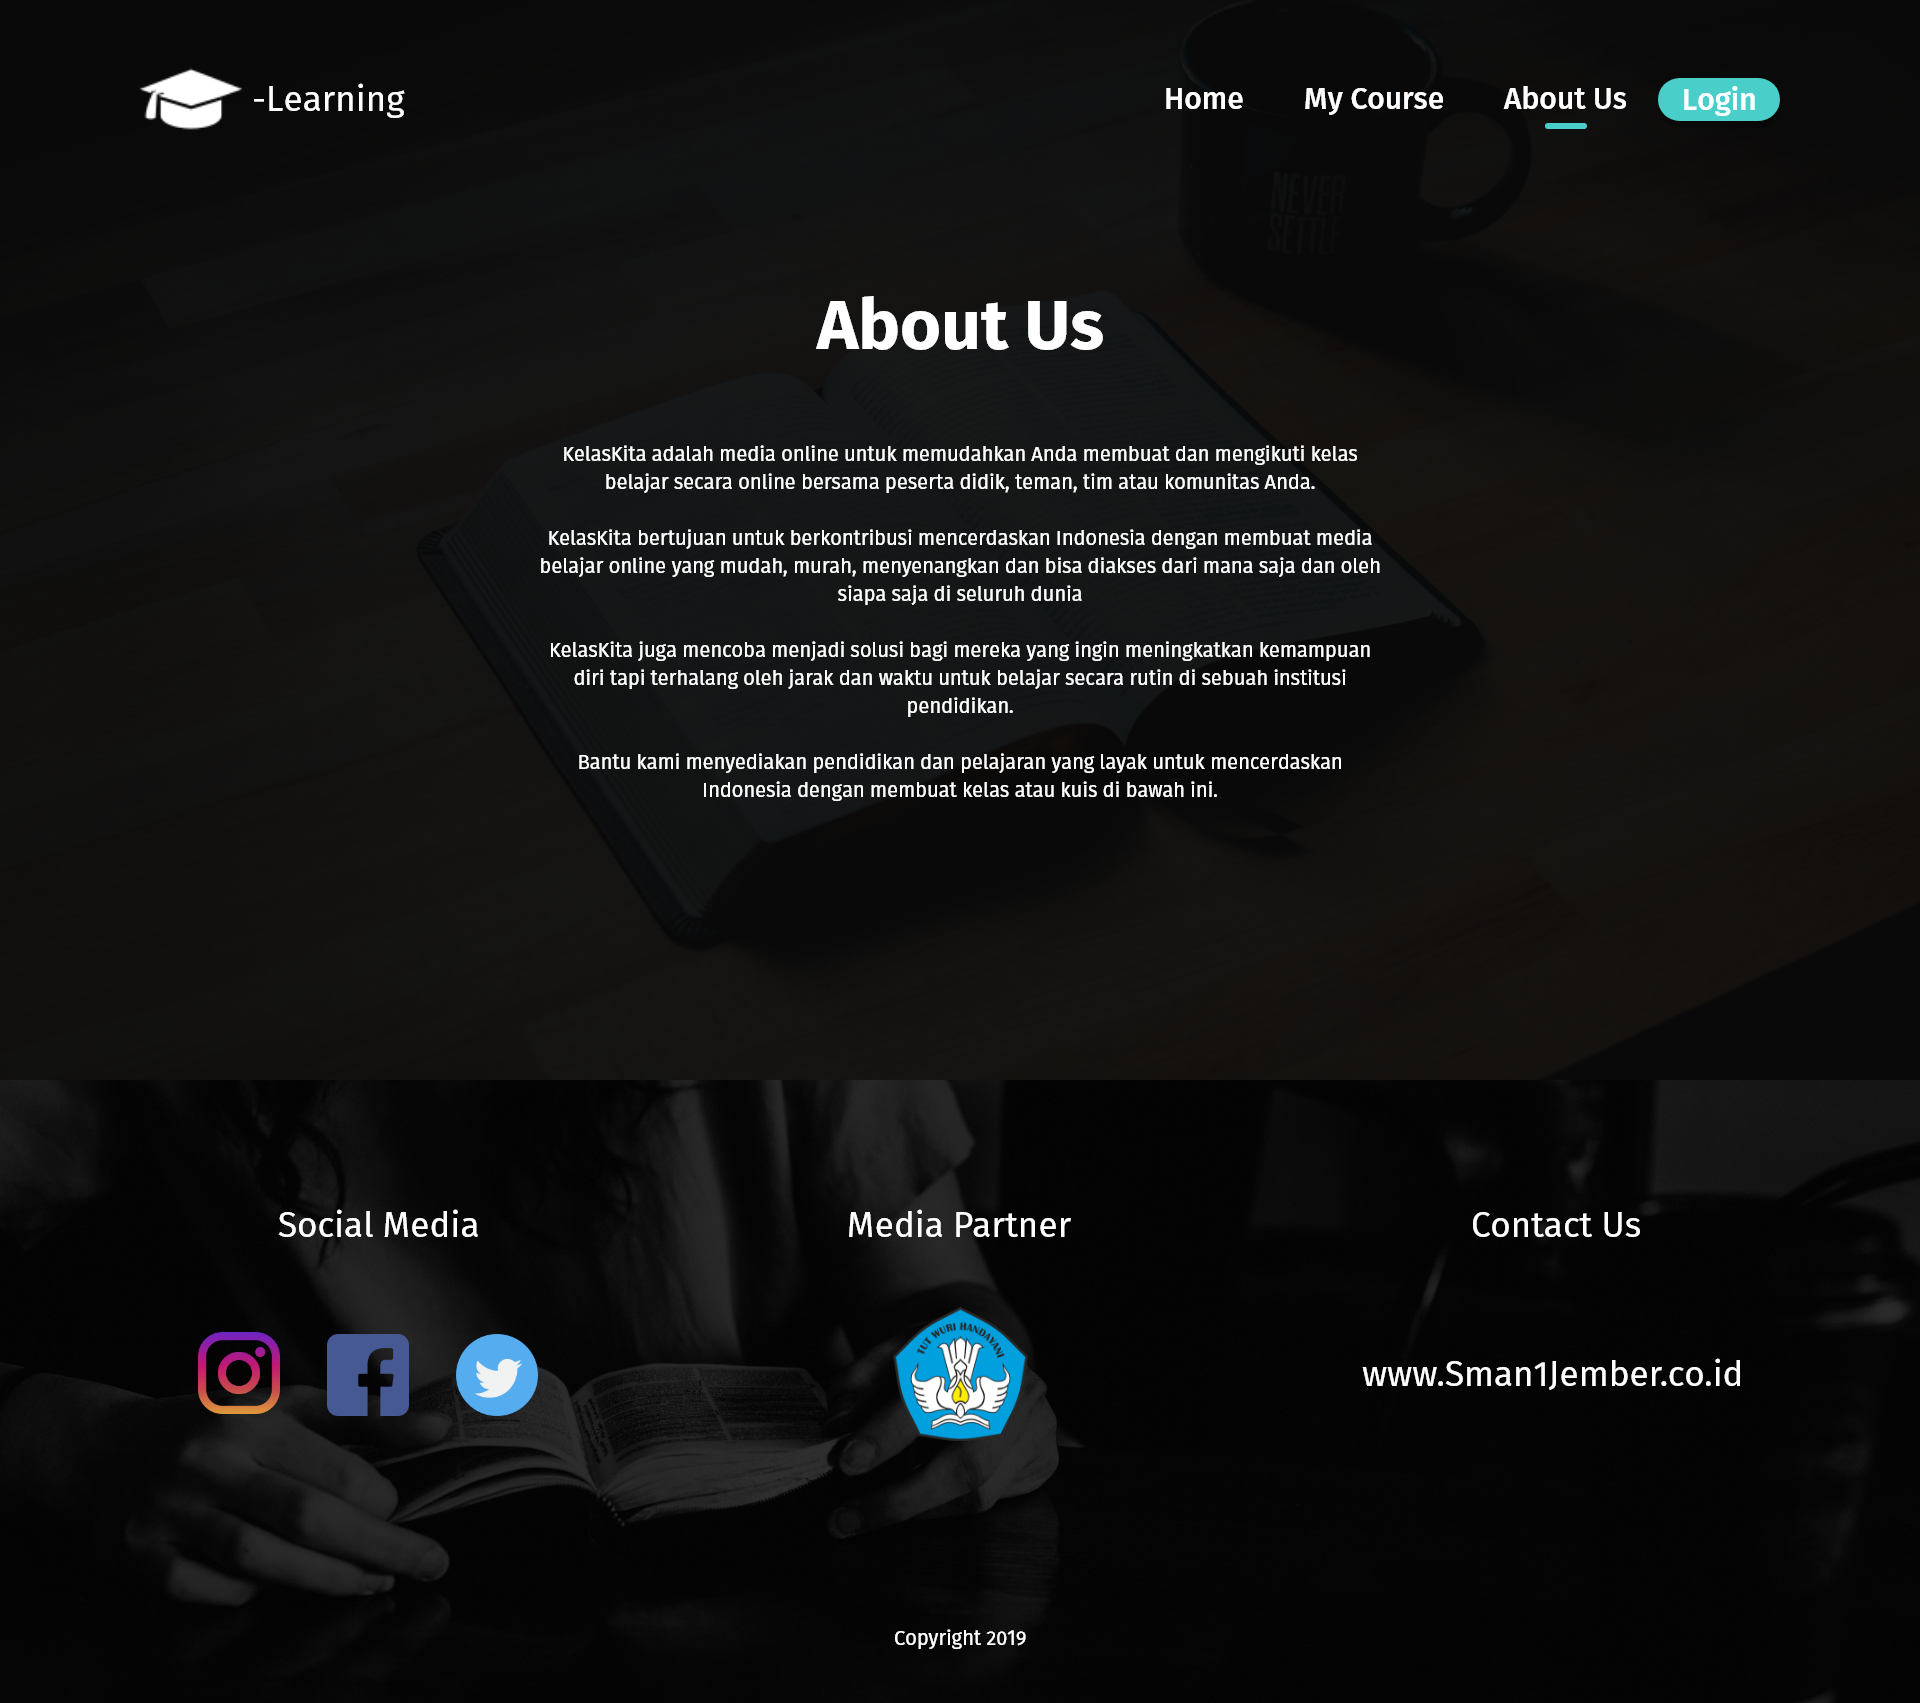 -Learning
Home
My Course
About Us
Login
NEVER
SETTLE
About Us
KelasKita adalah media online untuk memudahkan Anda membuat dan mengikuti kelas
belajar secara online bersama peserta didik, teman, tim atau komunitas Anda.
KelasKita bertujuan untuk berkontribusi mencerdaskan Indonesia dengan membuat media
belajar online yang mudah, murah, menyenangkan dan bisa diakses dari mana saja dan oleh
siapa saja di seluruh dunia
KelasKita juga mencoba menjadi solusi bagi mereka yang ingin meningkatkan kemampuan
diri tapi terhalang oleh jarak dan waktu untuk belajar secara rutin di sebuah institusi
pendidikan.
Bantu kami menyediakan pendidikan dan pelajaran yang layak untuk mencerdaskan
Indonesia dengan membuat kelas atau kuis di bawah ini.
Social Media
Media Partner
Contact Us
TUT WURI HANDAYANI
www.Sman1Jember.co.id
Copyright 2019